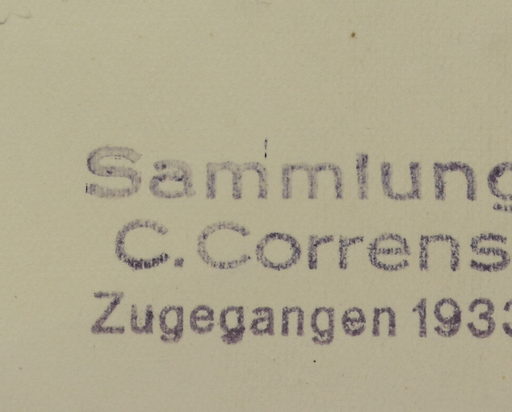 Sammlung
C. Correns
Zugegangen 1933